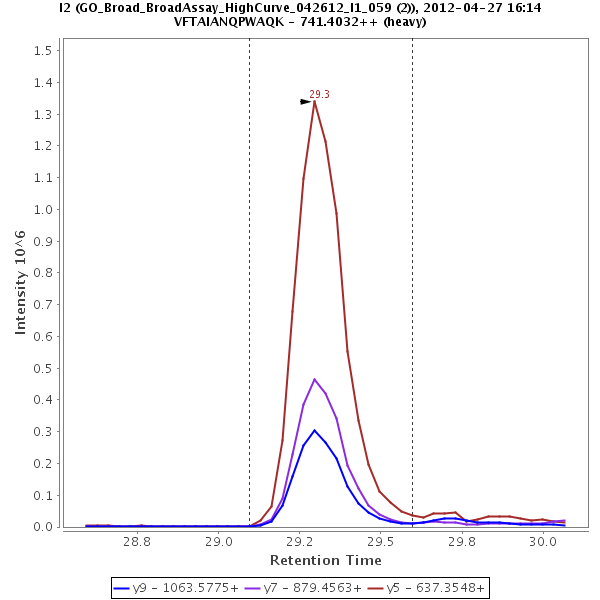 I2 (GO_Broad_BroadAssay_HighCurve_042612_I1_059 (2)), 2012-04-27 16:14
VFTAIANQPWAQK - 741.4032++ (heavy)
29.3
1.5
1.4
1.3
1.2
1.1
1.0
0.9
0.8
0.7
0.6
0.5
0.4
0.3
0.2
0.1
0.0
Intensity 10^6
28.8 29.0 29.2 29.5 29.8 30.0
Retention Time
y9 - 1063.5775+ y7 - 879.4563+ y5 - 637.3548+